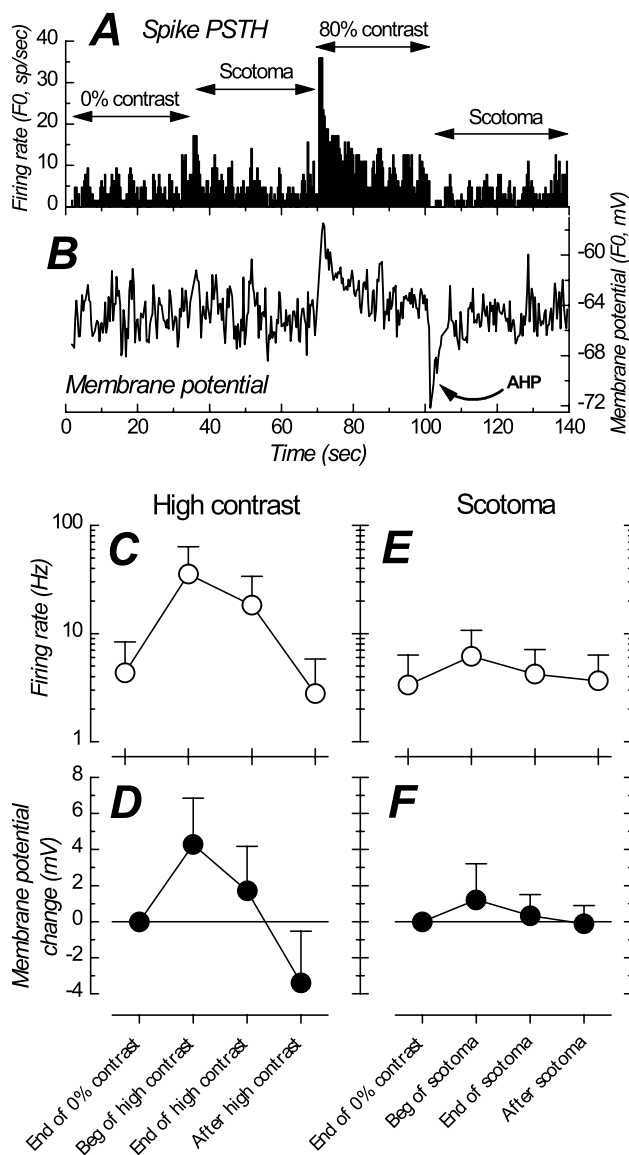 A Spike PSTH
80% contrast
Scotoma
0% contrast
Scotoma
Firing rate (F0, sp/sec)
40
30
20
10
0
B
Membrane potential
AHP
Membrane potential (F0, mV)
-60
-64
-68
-72
0 20 40 60 80 100 120 140
Time (sec)
High contrast
Scotoma
C
E
Firing rate (Hz)
100
10
1
D
F
Membrane potential
change (mV)
8
6
4
2
0
-2
-4
End of 0% contrast
Beg of high contrast
End of high contrast
After high contrast
End of 0% contrast
Beg of scotoma
End of scotoma
After scotoma